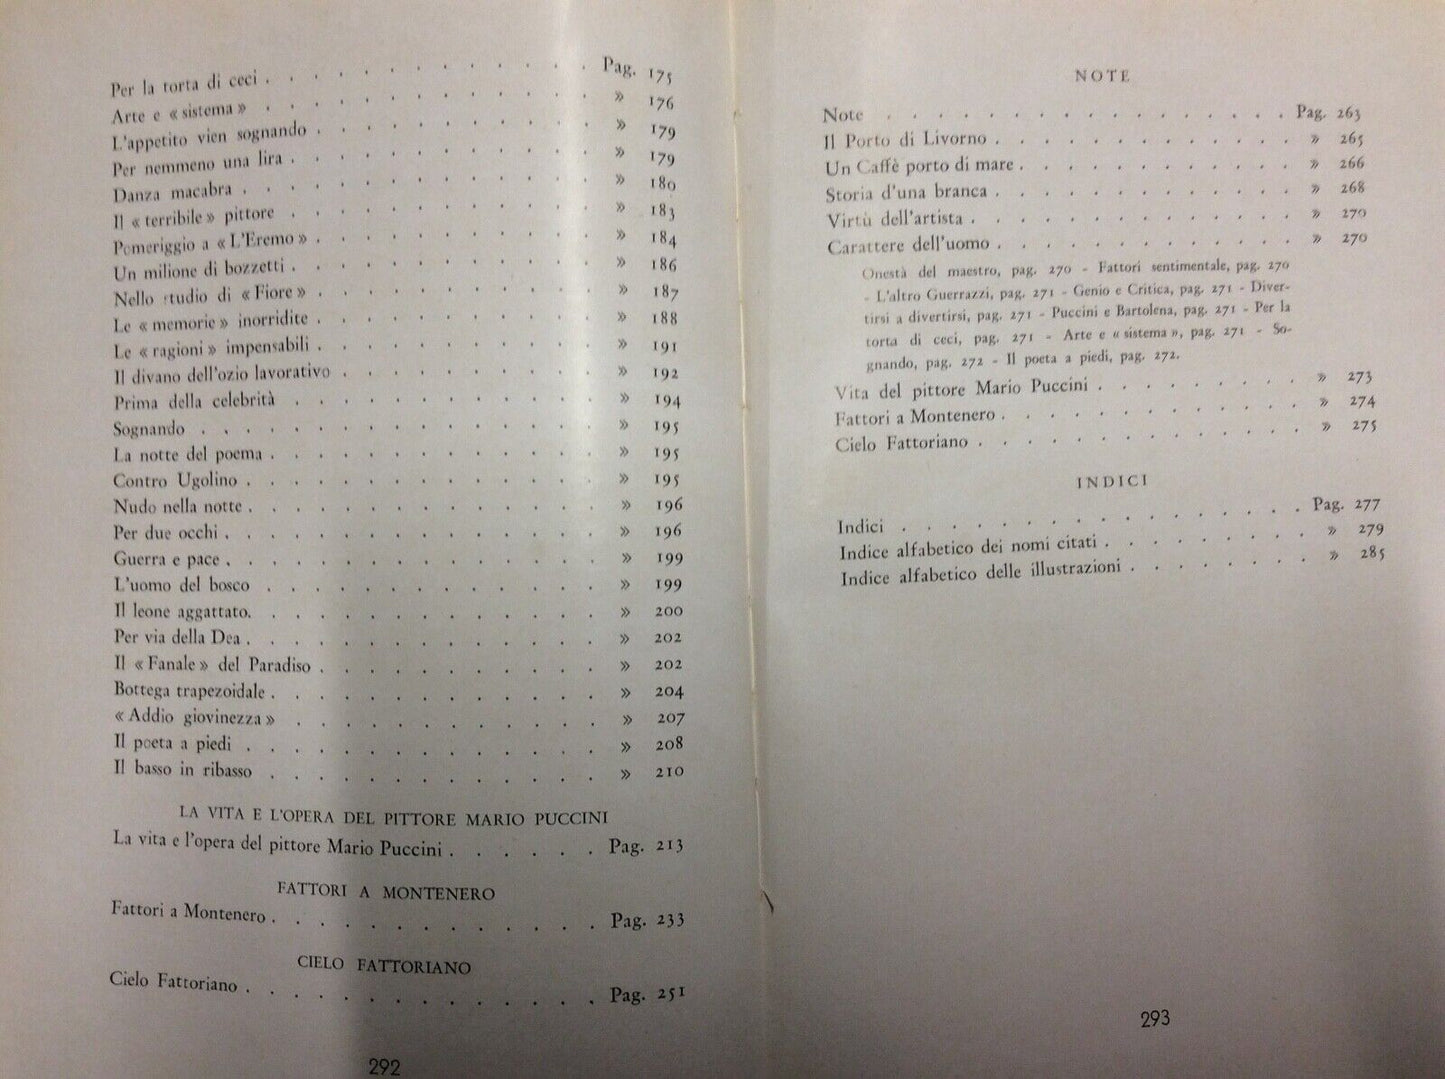 Per la torta di ceci . . . . . . . . . . . . Pag. 175
Arte e « sistema » . . . . . . . . . . . . » 176
L'appetito vien sognando . . . . . . . . . . » 179
Per nemmeno una lira . . . . . . . . . . . » 179
Danza macabra . . . . . . . . . . . . . » 180
Il « terribile » pittore . . . . . . . . . . . » 183
Pomeriggio a « L'Eremo » . . . . . . . . . . » 184
Un milione di bozzetti . . . . . . . . . . . » 186
Nello studio di « Fiore » . . . . . . . . . . » 187
Le « memorie » inorridite . . . . . . . . . . » 188
Le « ragioni » impensabili . . . . . . . . . . » 191
Il divano dell'ozio lavorativo . . . . . . . . . » 192
Prima della celebrità . . . . . . . . . . . » 194
Sognando . . . . . . . . . . . . . . » 195
La notte del poema . . . . . . . . . . . . » 195
Contro Ugolino . . . . . . . . . . . . . » 195
Nudo nella notte . . . . . . . . . . . . . » 196
Per due occhi . . . . . . . . . . . . . » 196
Guerra e pace . . . . . . . . . . . . . » 199
L'uomo del bosco . . . . . . . . . . . . » 199
Il leone aggattato. . . . . . . . . . . . . » 200
Per via della Dea . . . . . . . . . . . . . » 202
Il « Fanale » del Paradiso . . . . . . . . . . » 202
Bottega trapezoidale . . . . . . . . . . . . » 204
« Addio giovinezza » . . . . . . . . . . . » 207
Il poeta a piedi . . . . . . . . . . . . . » 208
Il basso in ribasso . . . . . . . . . . . . » 210
LA VITA E L'OPERA DEL PITTORE MARIO PUCCINI
La vita e l'opera del pittore Mario Puccini . . . . . . Pag. 213
FATTORI A MONTENERO
Fattori a Montenero . . . . . . . . . . . . Pag. 233
CIELO FATTORIANO
Cielo Fattoriano . . . . . . . . . . . . . Pag. 251
292
NOTE
Note . . . . . . . . . . . . . . . . Pag. 263
Il Porto di Livorno . . . . . . . . . . . . » 265
Un Caffè porto di mare . . . . . . . . . . . » 266
Storia d'una branca . . . . . . . . . . . . » 268
Virtù dell'artista . . . . . . . . . . . . . » 270
Carattere dell'uomo . . . . . . . . . . . . » 270
Onestà del maestro, pag. 270 - Fattori sentimentale, pag. 270
- L'altro Guerrazzi, pag. 271 - Genio e Critica, pag. 271 - Diver-
tirsi a divertirsi, pag. 271 - Puccini e Bartolena, pag. 271 - Per la
torta di ceci, pag. 271 - Arte e « sistema », pag. 271 - So-
gnando, pag. 272 - Il poeta a piedi, pag. 272.
Vita del pittore Mario Puccini . . . . . . . . . » 273
Fattori a Montenero . . . . . . . . . . . . » 274
Cielo Fattoriano . . . . . . . . . . . . . » 275
INDICI
Indici . . . . . . . . . . . . . . . Pag. 277
Indice alfabetico dei nomi citati . . . . . . . . . » 279
Indice alfabetico delle illustrazioni . . . . . . . . » 285
293